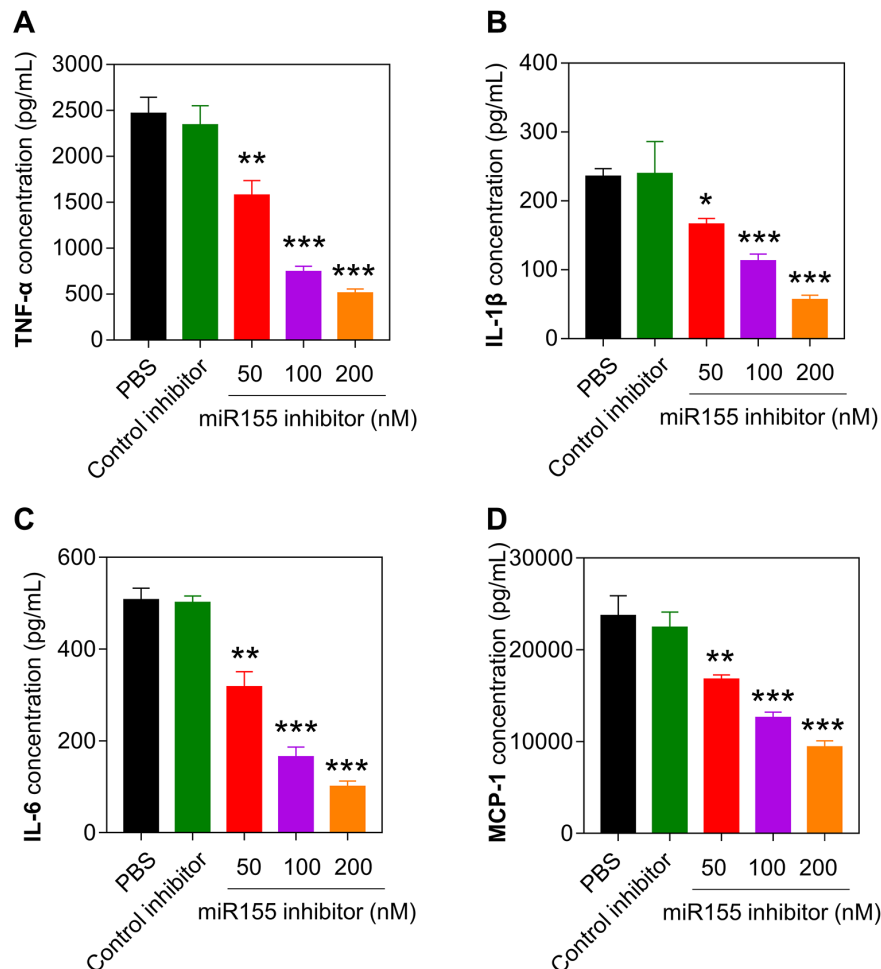 A
TNF-α concentration (pg/mL)
3000
2500
2000
1500
1000
500
0
**
***
***
PBS
Control inhibitor
50 100 200
miR155 inhibitor (nM)
B
IL-1β concentration (pg/mL)
400
300
200
100
0
*
***
***
PBS
Control inhibitor
50 100 200
miR155 inhibitor (nM)
C
IL-6 concentration (pg/mL)
600
400
200
0
**
***
***
PBS
Control inhibitor
50 100 200
miR155 inhibitor (nM)
D
MCP-1 concentration (pg/mL)
30000
20000
10000
0
**
***
***
PBS
Control inhibitor
50 100 200
miR155 inhibitor (nM)